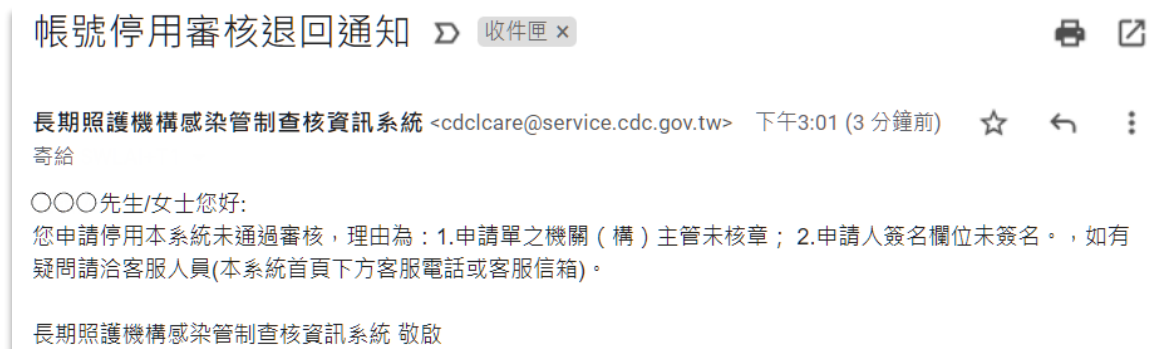 帳號停用審核退回通知 收件匣 ×
長期照護機構感染管制查核資訊系統 <cdclcare@service.cdc.gov.tw> 下午3:01 (3 分鐘前)
寄給
○○○先生/女士您好:
您申請停用本系統未通過審核，理由為：1.申請單之機關（構）主管未核章； 2.申請人簽名欄位未簽名。，如有
疑問請洽客服人員(本系統首頁下方客服電話或客服信箱)。
長期照護機構感染管制查核資訊系統 敬啟